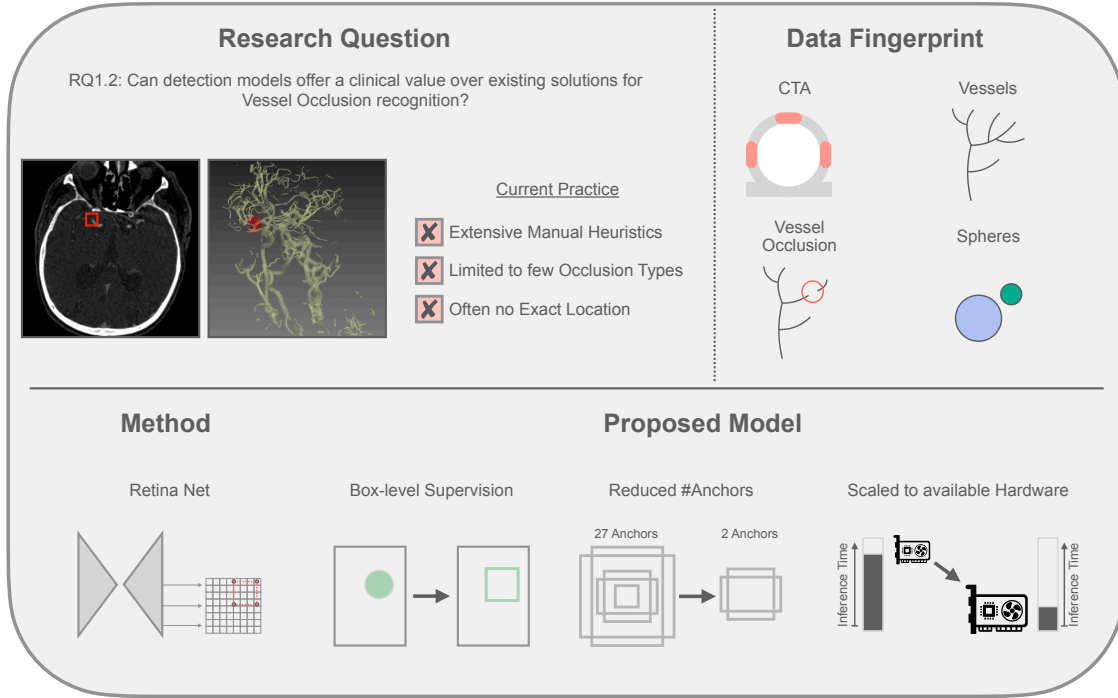 Research Question
RQ1.2: Can detection models offer a clinical value over existing solutions for
Vessel Occlusion recognition?
Current Practice
Extensive Manual Heuristics
Limited to few Occlusion Types
Often no Exact Location
Data Fingerprint
CTA
Vessels
Vessel
Occlusion
Spheres
Method
Retina Net
Proposed Model
Box-level Supervision
Reduced #Anchors
27 Anchors
2 Anchors
Scaled to available Hardware
Inference Time
Inference Time